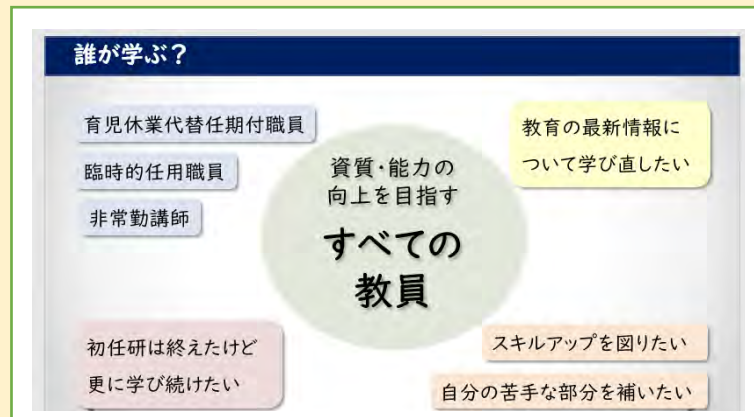 誰が学ぶ？
育児休業代替任期付職員
臨時的任用職員
非常勤講師
資質・能力の
向上を目指す
すべての
教員
教育の最新情報に
ついて学び直したい
初任研は終えたけど
更に学び続けたい
スキルアップを図りたい
自分の苦手な部分を補いたい